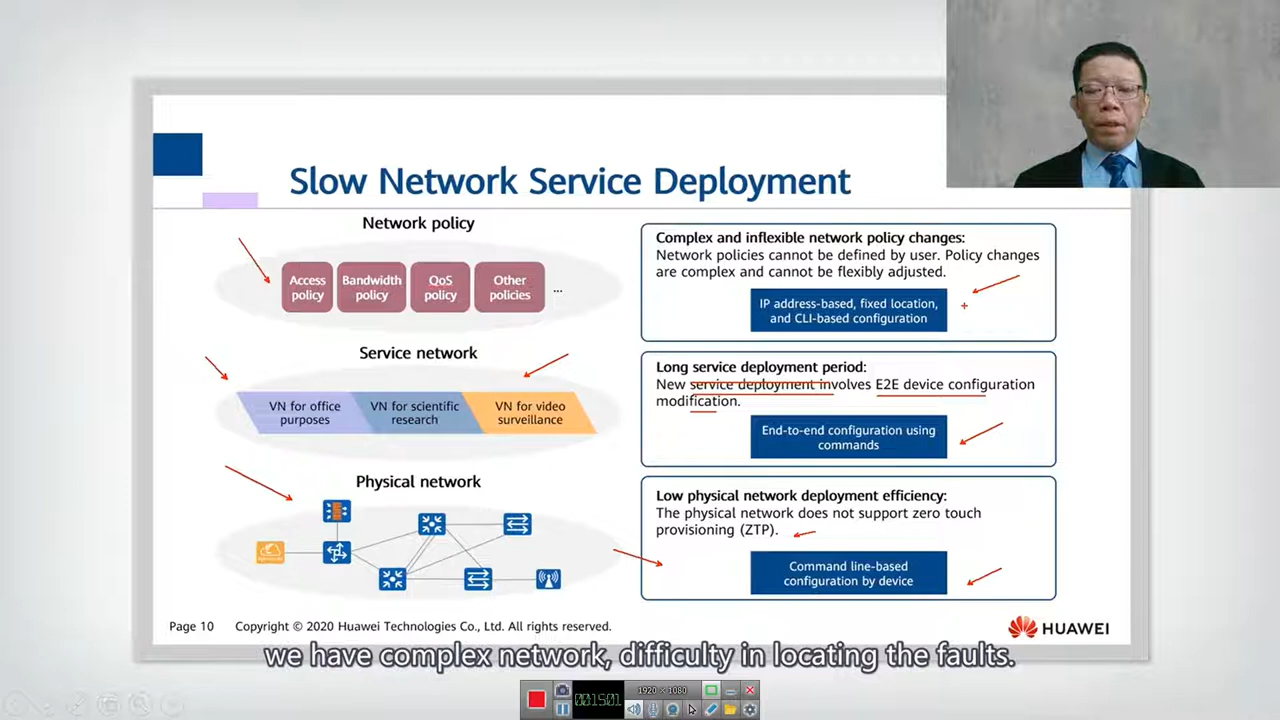 Slow Network Service Deployment
Network policy
Access
policy
Bandwidth
policy
QoS
policy
Other
policies
...
Service network
VN for office
purposes
VN for scientific
research
VN for video
surveillance
Physical network
Complex and inflexible network policy changes:
Network policies cannot be defined by user. Policy changes
are complex and cannot be flexibly adjusted.
IP address-based, fixed location,
and CLI-based configuration
Long service deployment period:
New service deployment involves E2E device configuration
modification.
End-to-end configuration using
commands
Low physical network deployment efficiency:
The physical network does not support zero touch
provisioning (ZTP).
Command line-based
configuration by device
Page 10
Copyright © 2020 Huawei Technologies Co., Ltd. All rights reserved.
HUAWEI
we have complex network, difficulty in locating the faults.
1920 × 1080